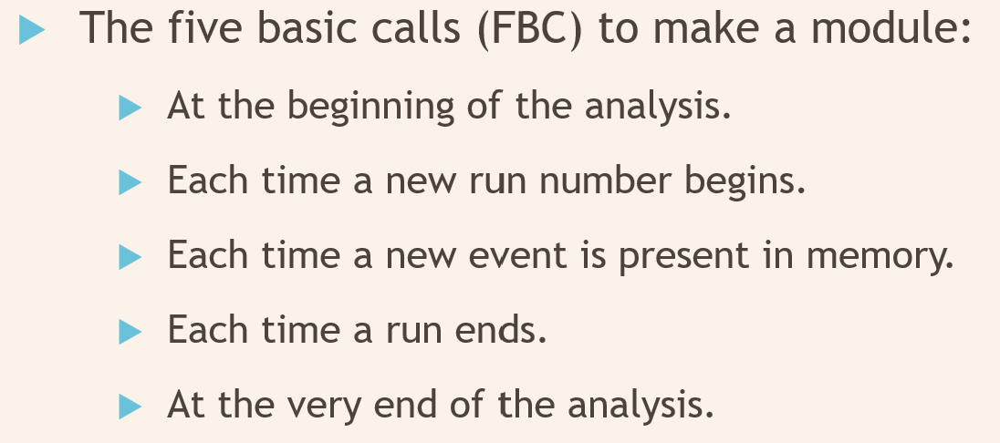 The five basic calls (FBC) to make a module:
At the beginning of the analysis.
Each time a new run number begins.
Each time a new event is present in memory.
Each time a run ends.
At the very end of the analysis.